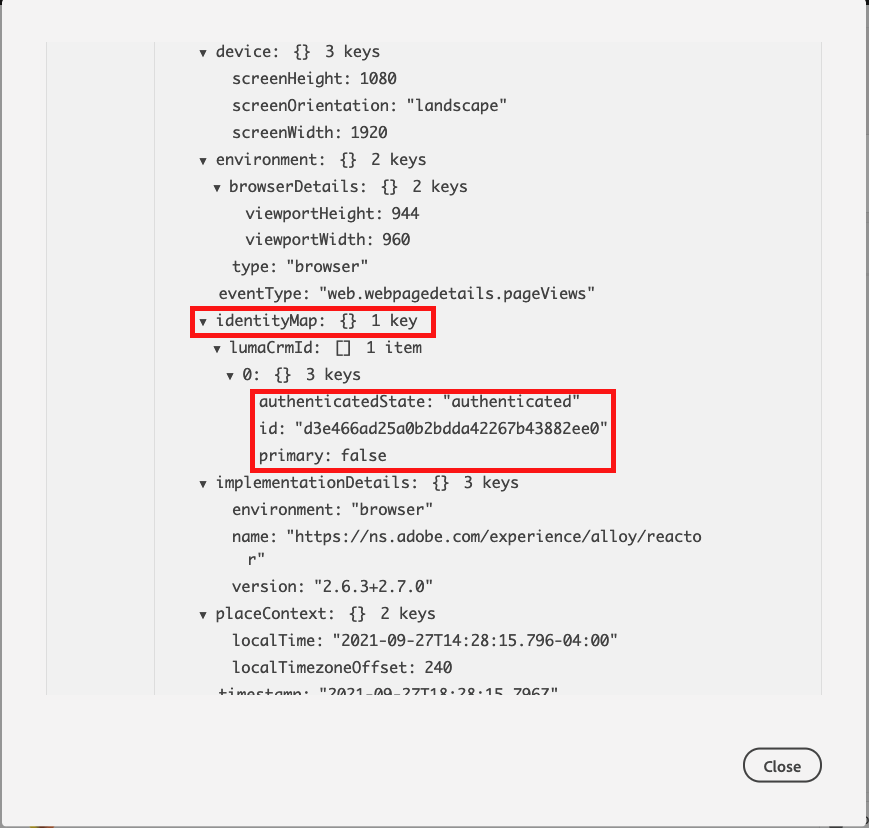 ▼ device: {} 3 keys
screenHeight: 1080
screenOrientation: "landscape"
screenWidth: 1920
▼ environment: {} 2 keys
▼ browserDetails: {} 2 keys
viewportHeight: 944
viewportWidth: 960
type: "browser"
eventType: "web.webpagedetails.pageViews"
▼ identityMap: {} 1 key
▼ lumaCrmId: [] 1 item
▼ 0: {} 3 keys
authenticatedState: "authenticated"
id: "d3e466ad25a0b2bdda42267b43882ee0"
primary: false
▼ implementationDetails: {} 3 keys
environment: "browser"
name: "https://ns.adobe.com/experience/alloy/reacto
r"
version: "2.6.3+2.7.0"
▼ placeContext: {} 2 keys
localTime: "2021-09-27T14:28:15.796-04:00"
localTimezoneOffset: 240
timestamp: "2021-09-27T18:28:15.796Z"
Close